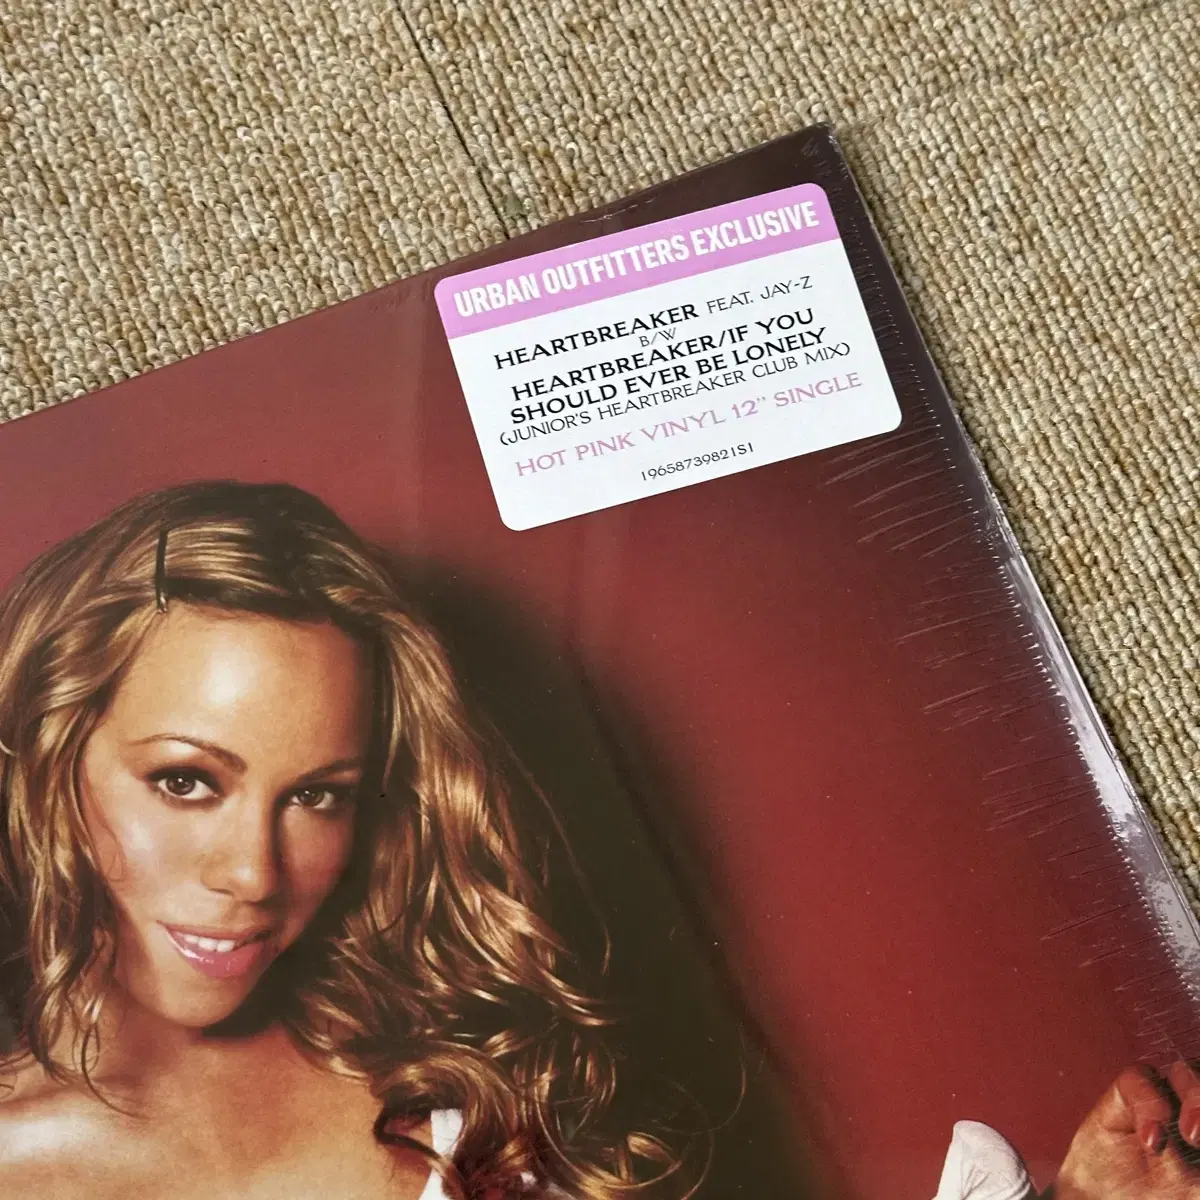 URBAN OUTFITTERS EXCLUSIVE
HEARTBREAKER FEAT. JAY-Z
B/W
HEARTBREAKER/IF YOU
SHOULD EVER BE LONELY
(JUNIOR'S HEARTBREAKER CLUB MIX)
HOT PINK VINYL 12" SINGLE
19658739821S1